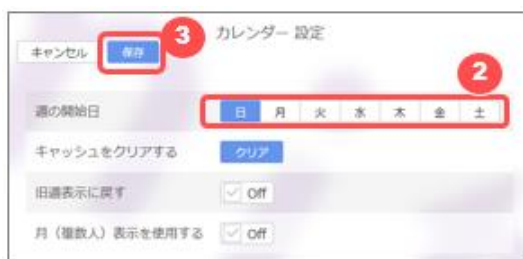 カレンダー 設定
3
キャンセル 保存
2
週の開始日 日 月 火 水 木 金 土
キャッシュをクリアする クリア
旧週表示に戻す Off
月（複数人）表示を使用する Off